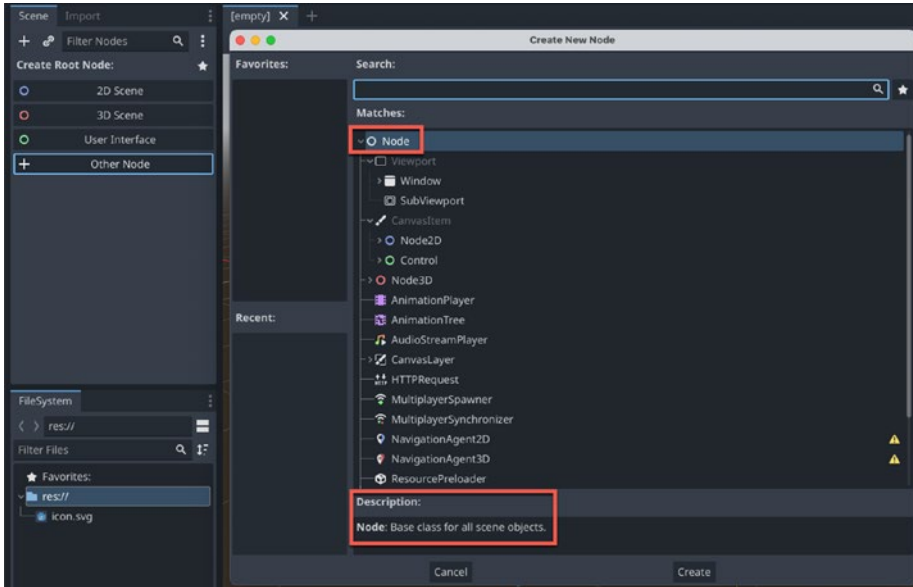 Scene Import
Filter Nodes
Create Root Node:
2D Scene
3D Scene
User Interface
Other Node
FileSystem
res://
Filter Files
Favorites:
res://
icon.svg
[empty]
Create New Node
Favorites:
Recent:
Search:
Matches:
Node
Viewport
Window
SubViewport
CanvasItem
Node2D
Control
Node3D
AnimationPlayer
AnimationTree
AudioStreamPlayer
CanvasLayer
HTTPRequest
MultiplayerSpawner
MultiplayerSynchronizer
NavigationAgent2D
NavigationAgent3D
ResourcePreloader
Description:
Node: Base class for all scene objects.
Cancel Create